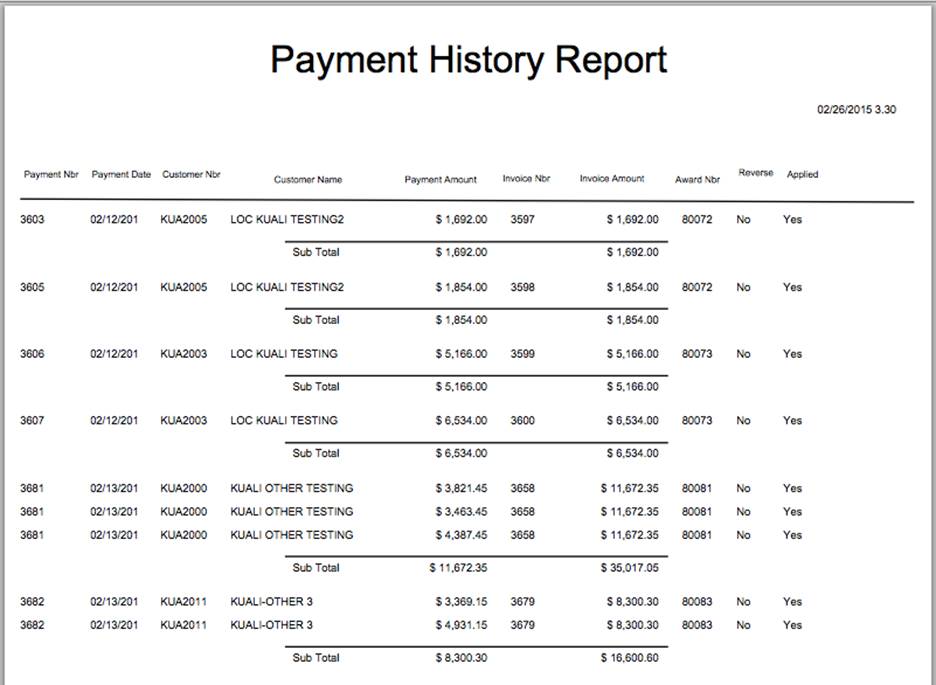 Payment History Report
02/26/2015 3.30
Payment Nbr Payment Date Customer Nbr Customer Name Payment Amount Invoice Nbr Invoice Amount Award Nbr Reverse Applied
3603 02/12/201 KUA2005 LOC KUALI TESTING2 $ 1,692.00 3597 $ 1,692.00 80072 No Yes
Sub Total $ 1,692.00 $ 1,692.00
3605 02/12/201 KUA2005 LOC KUALI TESTING2 $ 1,854.00 3598 $ 1,854.00 80072 No Yes
Sub Total $ 1,854.00 $ 1,854.00
3606 02/12/201 KUA2003 LOC KUALI TESTING $ 5,166.00 3599 $ 5,166.00 80073 No Yes
Sub Total $ 5,166.00 $ 5,166.00
3607 02/12/201 KUA2003 LOC KUALI TESTING $ 6,534.00 3600 $ 6,534.00 80073 No Yes
Sub Total $ 6,534.00 $ 6,534.00
3681 02/13/201 KUA2000 KUALI OTHER TESTING $ 3,821.45 3658 $ 11,672.35 80081 No Yes
3681 02/13/201 KUA2000 KUALI OTHER TESTING $ 3,463.45 3658 $ 11,672.35 80081 No Yes
3681 02/13/201 KUA2000 KUALI OTHER TESTING $ 4,387.45 3658 $ 11,672.35 80081 No Yes
Sub Total $ 11,672.35 $ 35,017.05
3682 02/13/201 KUA2011 KUALI-OTHER 3 $ 3,369.15 3679 $ 8,300.30 80083 No Yes
3682 02/13/201 KUA2011 KUALI-OTHER 3 $ 4,931.15 3679 $ 8,300.30 80083 No Yes
Sub Total $ 8,300.30 $ 16,600.60